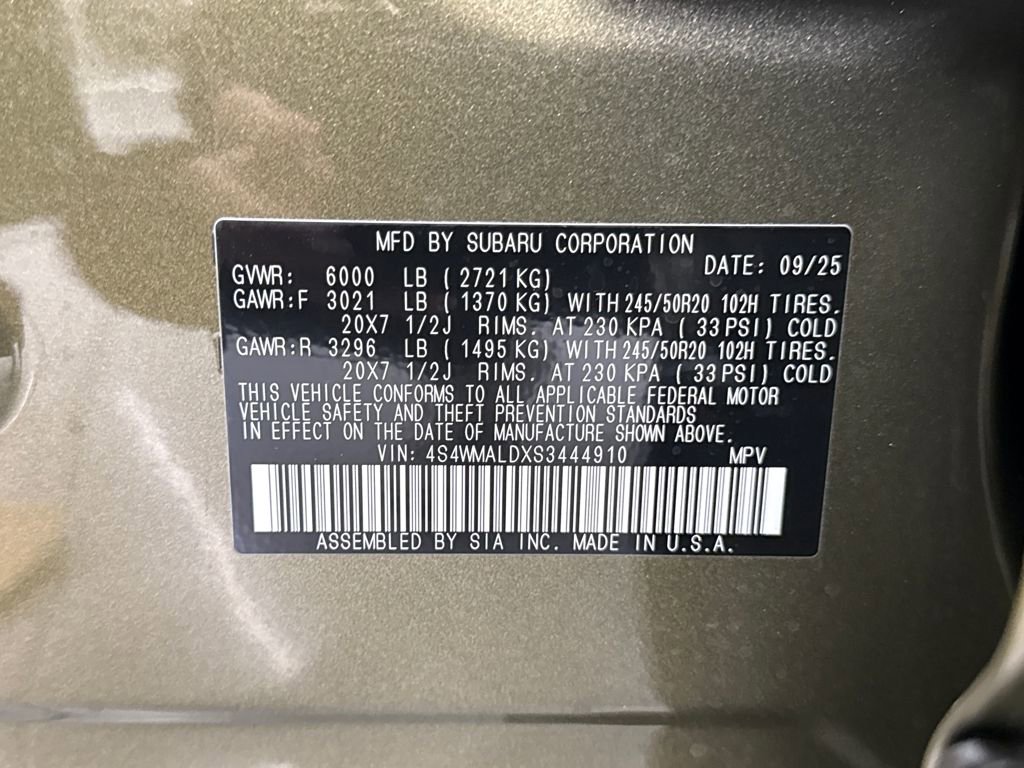 MFD BY SUBARU CORPORATION
DATE: 09/25
GVWR: 6000 LB ( 2721 KG)
GAWR:F 3021 LB ( 1370 KG) WITH 245/50R20 102H TIRES.
20X7 1/2J RIMS. AT 230 KPA ( 33 PSI) COLD
GAWR:R 3296 LB ( 1495 KG) WITH 245/50R20 102H TIRES.
20X7 1/2J RIMS. AT 230 KPA ( 33 PSI) COLD
THIS VEHICLE CONFORMS TO ALL APPLICABLE FEDERAL MOTOR
VEHICLE SAFETY AND THEFT PREVENTION STANDARDS
IN EFFECT ON THE DATE OF MANUFACTURE SHOWN ABOVE.
VIN: 4S4WMALDXS3444910 MPV
ASSEMBLED BY SIA INC. MADE IN U.S.A.